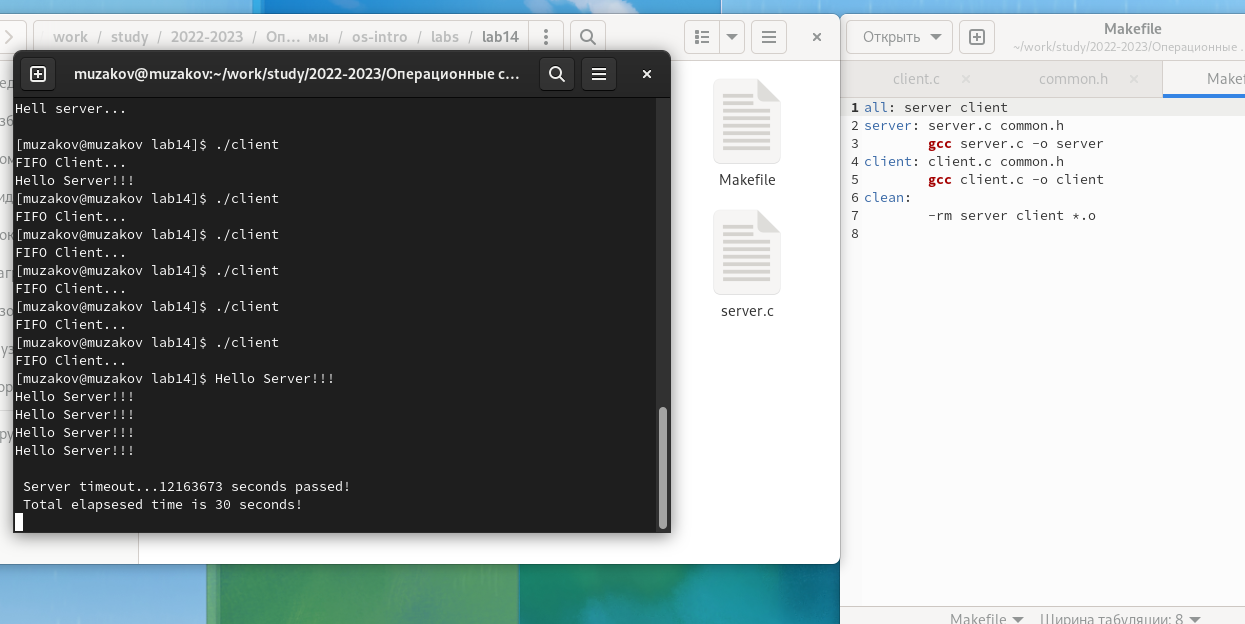 work / study / 2022-2023 / Оп… мы / os-intro / labs / lab14
muzakov@muzakov:~/work/study/2022-2023/Операционные с…
Hell server...
[muzakov@muzakov lab14]$ ./client
FIFO Client...
Hello Server!!!
[muzakov@muzakov lab14]$ ./client
FIFO Client...
[muzakov@muzakov lab14]$ ./client
FIFO Client...
[muzakov@muzakov lab14]$ ./client
FIFO Client...
[muzakov@muzakov lab14]$ ./client
FIFO Client...
[muzakov@muzakov lab14]$ ./client
FIFO Client...
[muzakov@muzakov lab14]$ Hello Server!!!
Hello Server!!!
Hello Server!!!
Hello Server!!!
Hello Server!!!
Server timeout...12163673 seconds passed!
Total elapsesed time is 30 seconds!
Makefile
server.c
Открыть
Makefile
~/work/study/2022-2023/Операционные .
client.c
common.h
Makef
1 all: server client
2 server: server.c common.h
3 gcc server.c -o server
4 client: client.c common.h
5 gcc client.c -o client
6 clean:
7 -rm server client *.o
8
Makefile
Ширина табуляции: 8